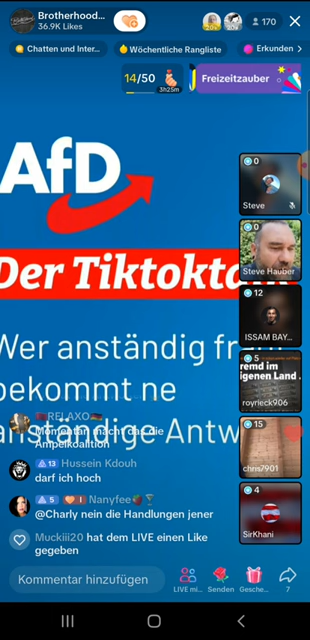 Brotherhood...
36.9K Likes
170
Chatten und Inter...
Wöchentliche Rangliste
Erkunden
14/50
3h25m
Freizeitzauber
AfD
0
Steve
Der Tiktokta
0
Steve Hauber
12
ISSAM BAY...
Wer anständig fr
bekommt ne
anständige Antw
5
remd im
igenen Land .
royrieck906
RELAXO
Momentan macht das die
Ampelkoalition
15
chris7901
13 Hussein Kdouh
darf ich hoch
4
SirKhani
5 1 Nanyfee
@Charly nein die Handlungen jener
Muckiii20 hat dem LIVE einen Like
gegeben
Kommentar hinzufügen
LIVE mi...
Senden
Gesche...
7